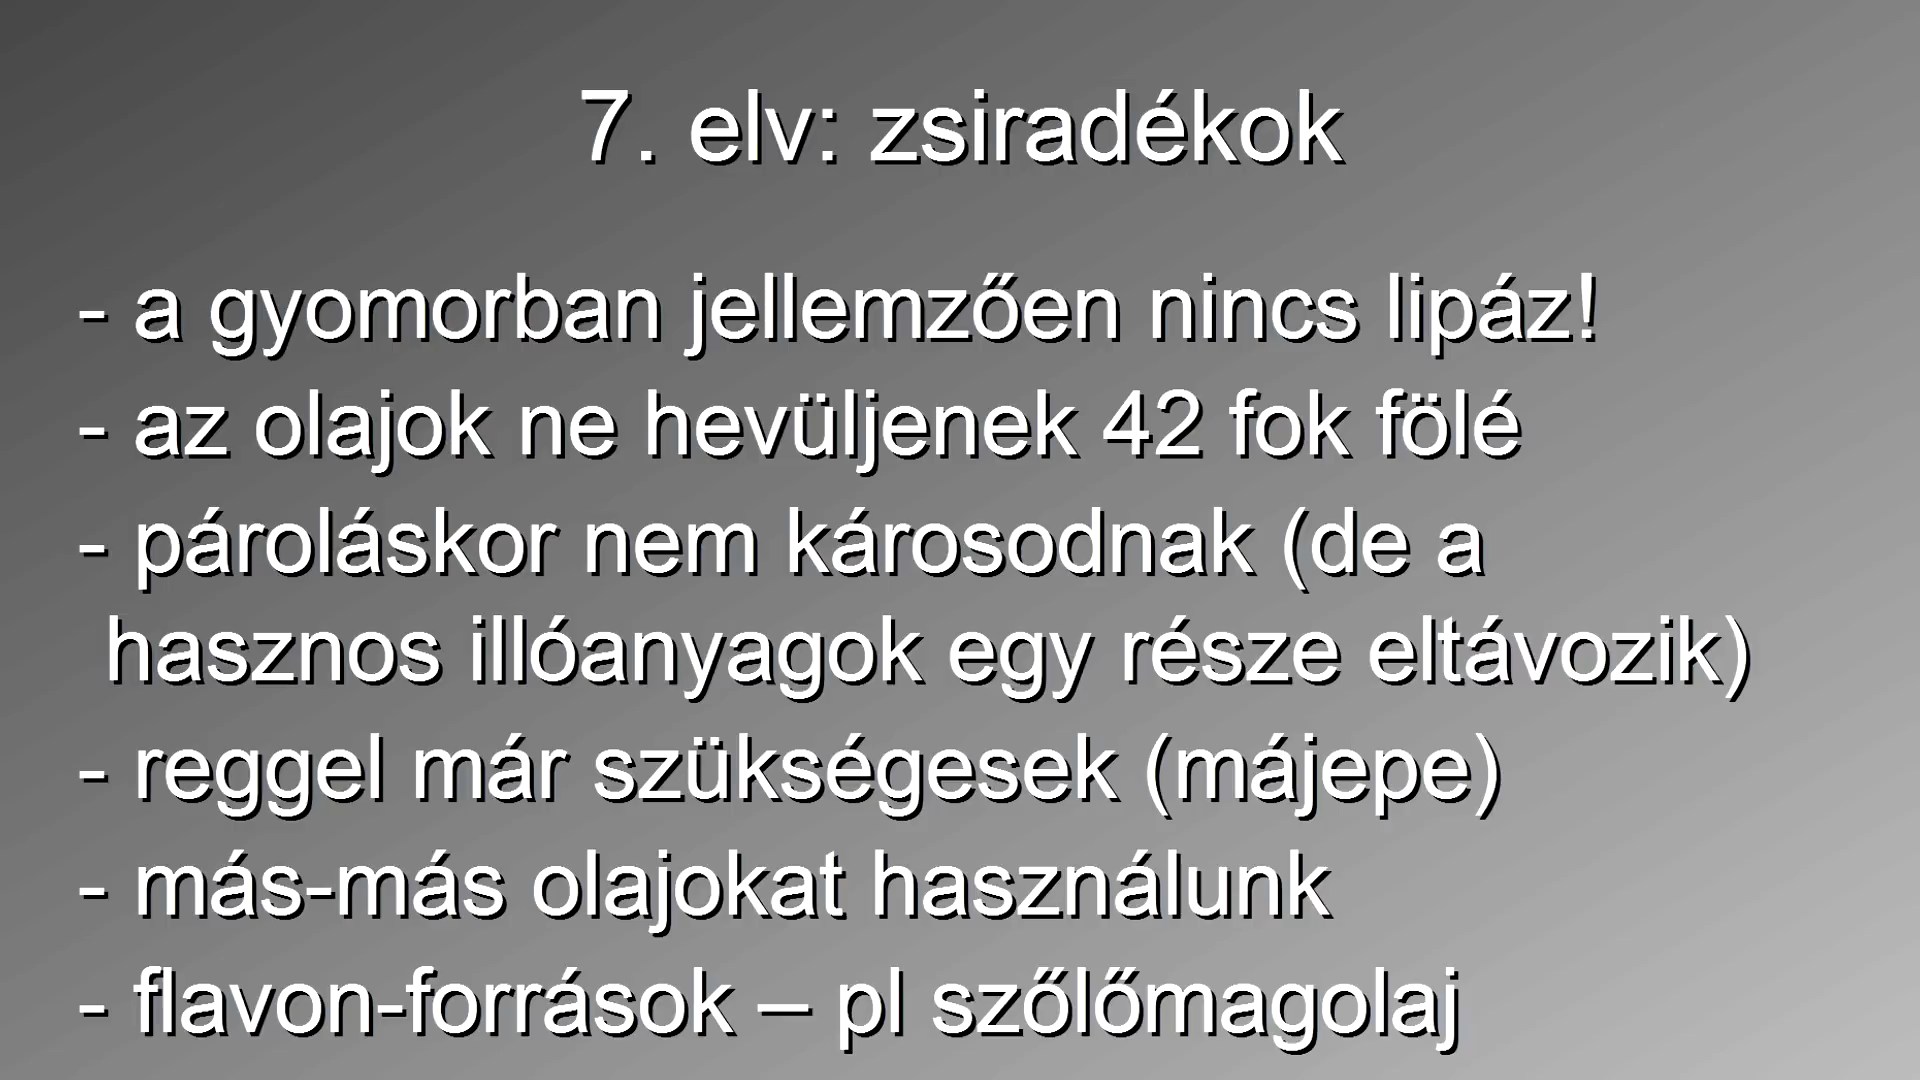 7. elv: zsiradékok
- a gyomorban jellemzően nincs lipáz!
- az olajok ne hevüljenek 42 fok fölé
- pároláskor nem károsodnak (de a
hasznos illóanyagok egy része eltávozik)
- reggel már szükségesek (májepe)
- más-más olajokat használunk
- flavon-források – pl szőlőmagolaj